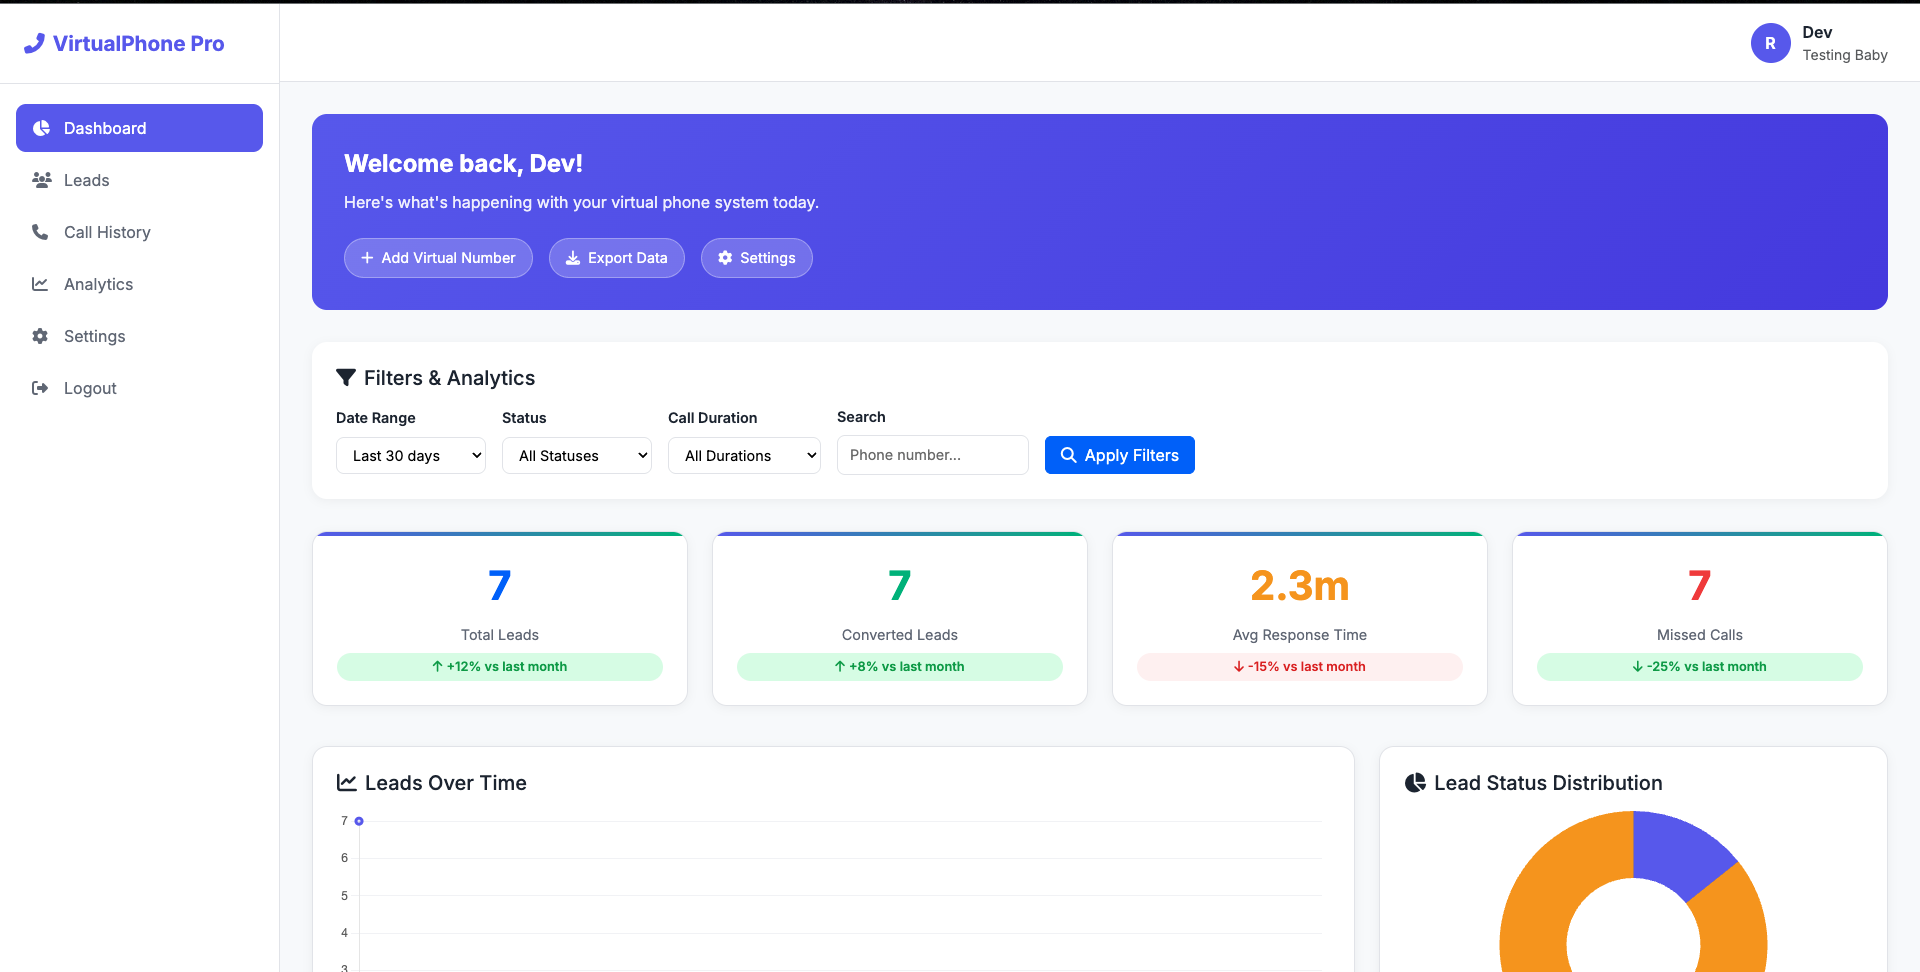 VirtualPhone Pro
R
Dev
Testing Baby
Dashboard
Leads
Call History
Analytics
Settings
Logout
Welcome back, Dev!
Here's what's happening with your virtual phone system today.
Add Virtual Number
Export Data
Settings
Filters & Analytics
Date Range
Status
Call Duration
Search
Last 30 days
All Statuses
All Durations
Phone number...
Apply Filters
7
Total Leads
+12% vs last month
7
Converted Leads
+8% vs last month
2.3m
Avg Response Time
-15% vs last month
7
Missed Calls
-25% vs last month
Leads Over Time
7
6
5
4
3
Lead Status Distribution